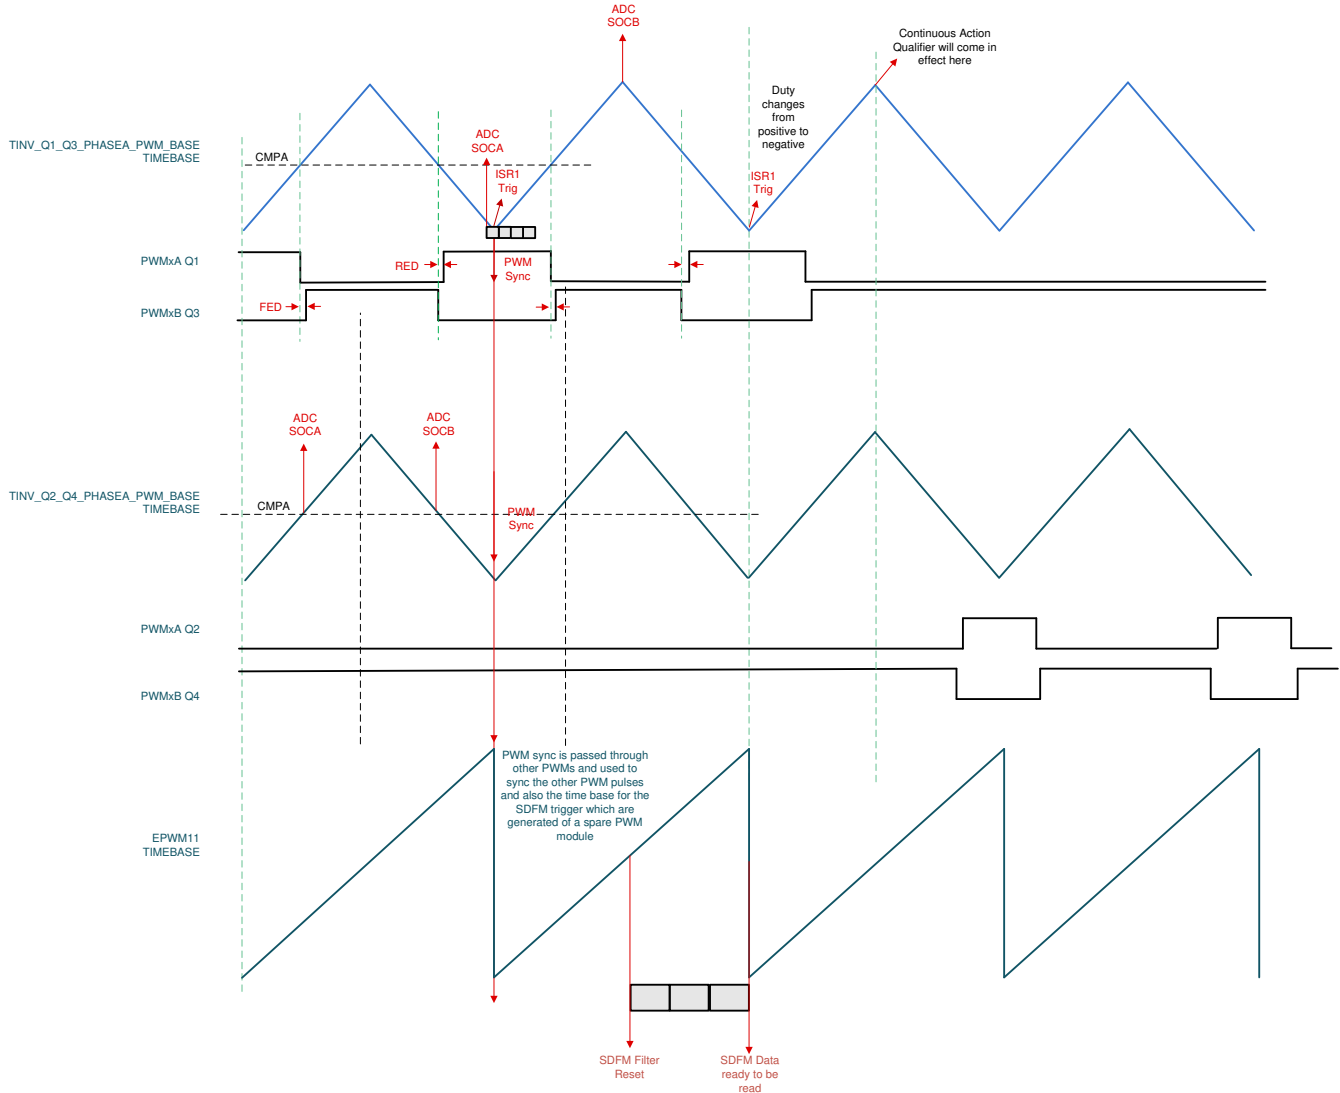 ADC
SOCB
Continuous Action
Qualifier will come in
effect here
Duty
changes
from
positive to
negative
ADC
SOCA
TINV_Q1_Q3_PHASEA_PWM_BASE
TIMEBASE
CMPA
ISR1
Trig
ISR1
Trig
PWMxA Q1
RED
PWM
Sync
FED
PWMxB Q3
ADC
SOCA
ADC
SOCB
TINV_Q2_Q4_PHASEA_PWM_BASE
TIMEBASE
CMPA
PWM
Sync
PWMxA Q2
PWMxB Q4
PWM sync is passed through
other PWMs and used to
sync the other PWM pulses
and also the time base for the
SDFM trigger which are
generated of a spare PWM
module
EPWM11
TIMEBASE
SDFM Filter
Reset
SDFM Data
ready to be
read